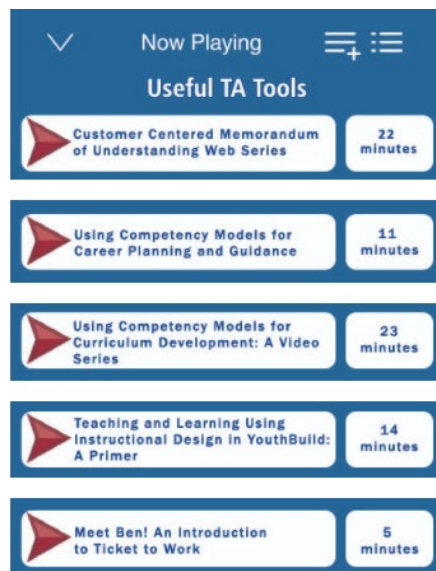 Now Playing
Useful TA Tools
Customer Centered Memorandum
of Understanding Web Series
22
minutes
Using Competency Models for
Career Planning and Guidance
11
minutes
Using Competency Models for
Curriculum Development: A Video
Series
23
minutes
Teaching and Learning Using
Instructional Design in YouthBuild:
A Primer
14
minutes
Meet Ben! An Introduction
to Ticket to Work
5
minutes